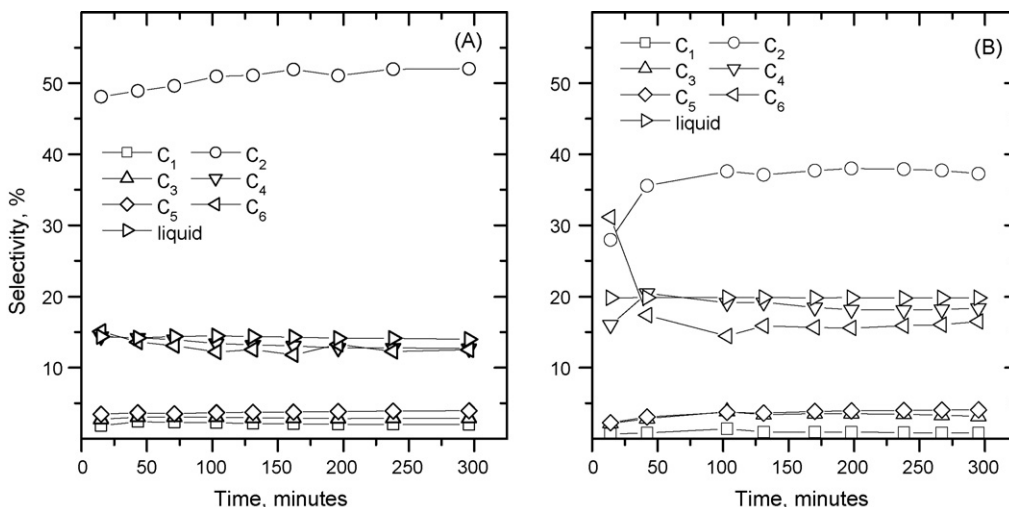 (A)
50
40
30
20
10
Selectivity, %
C₁ C₂
C₃ C₄
C₅ C₆
liquid
0 50 100 150 200 250 300
Time, minutes
(B)
C₁ C₂
C₃ C₄
C₅ C₆
liquid
50
40
30
20
10
0 50 100 150 200 250 300
Time, minutes